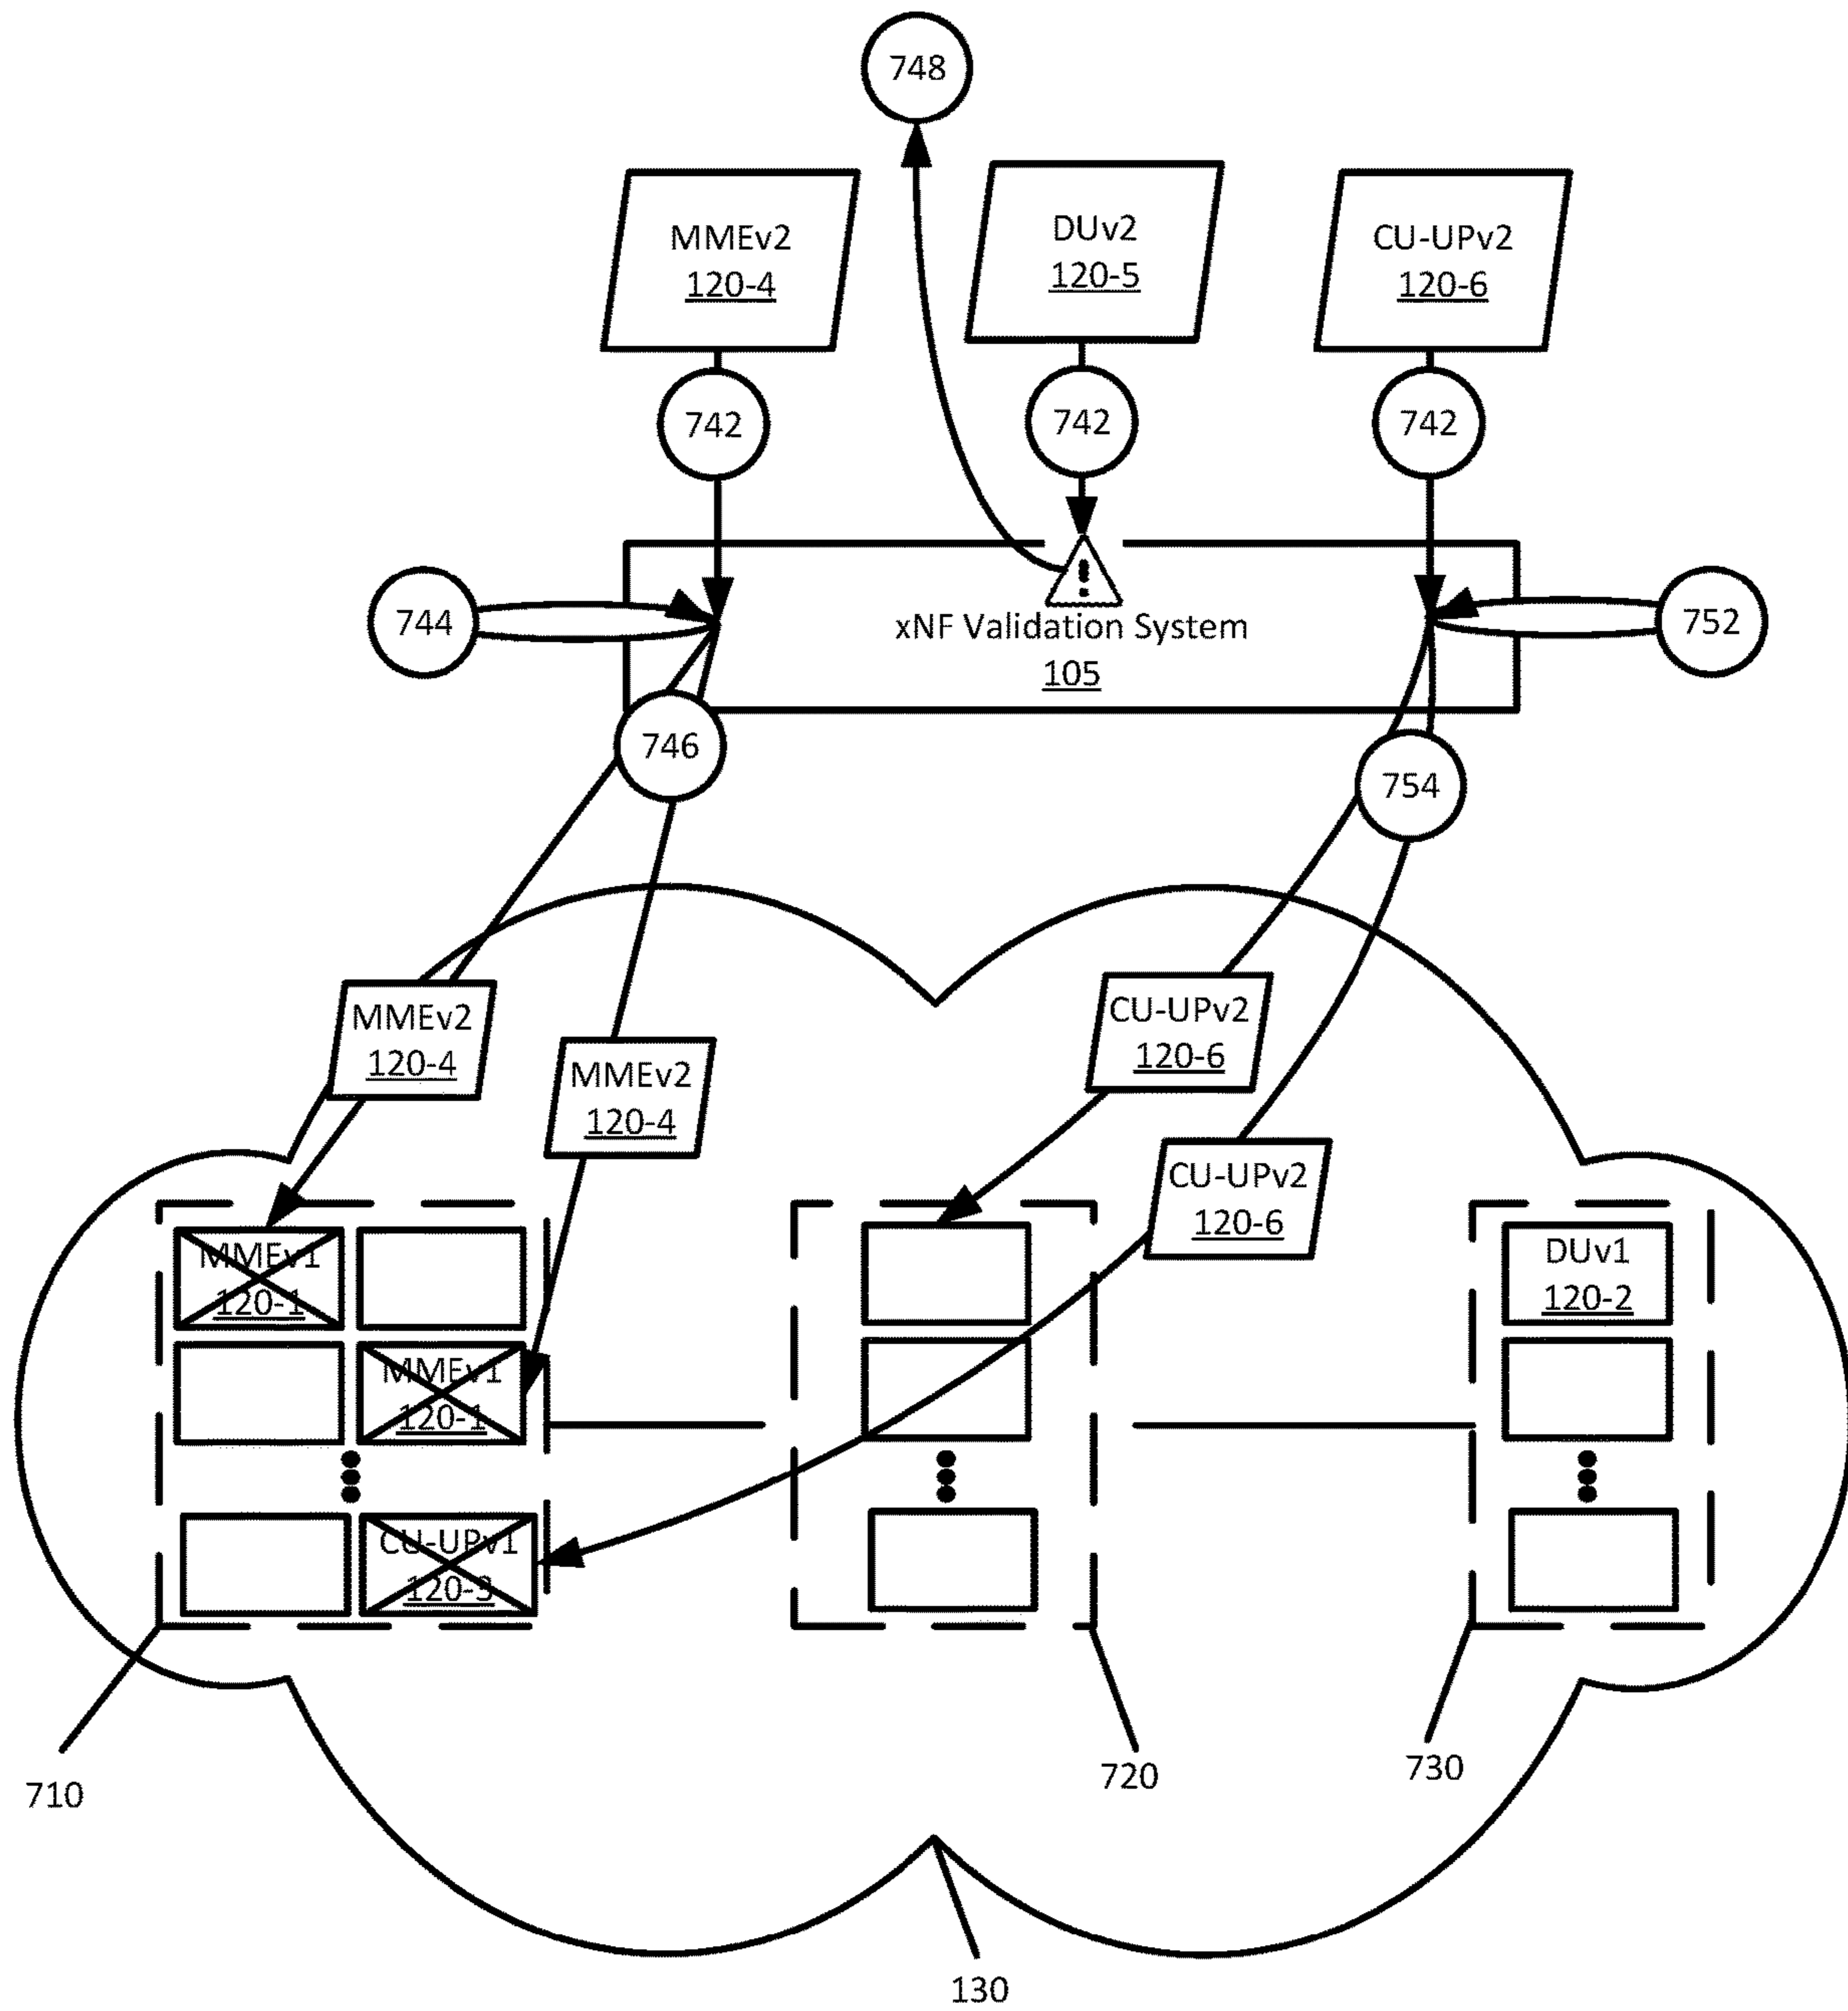 748
MMEv2
120-4
DUv2
120-5
CU-UPv2
120-6
742
742
742
744
xNF Validation System
105
752
746
754
MMEv2
120-4
MMEv2
120-4
CU-UPv2
120-6
CU-UPv2
120-6
MMEv1
120-1
MMEv1
120-1
CU-UPv1
120-3
DUv1
120-2
710
720
730
130